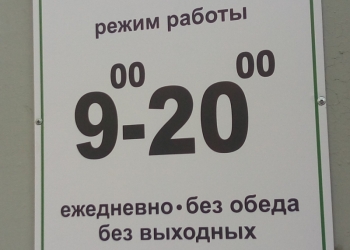 режим работы
9⁰⁰-20⁰⁰
ежедневно·без обеда
без выходных